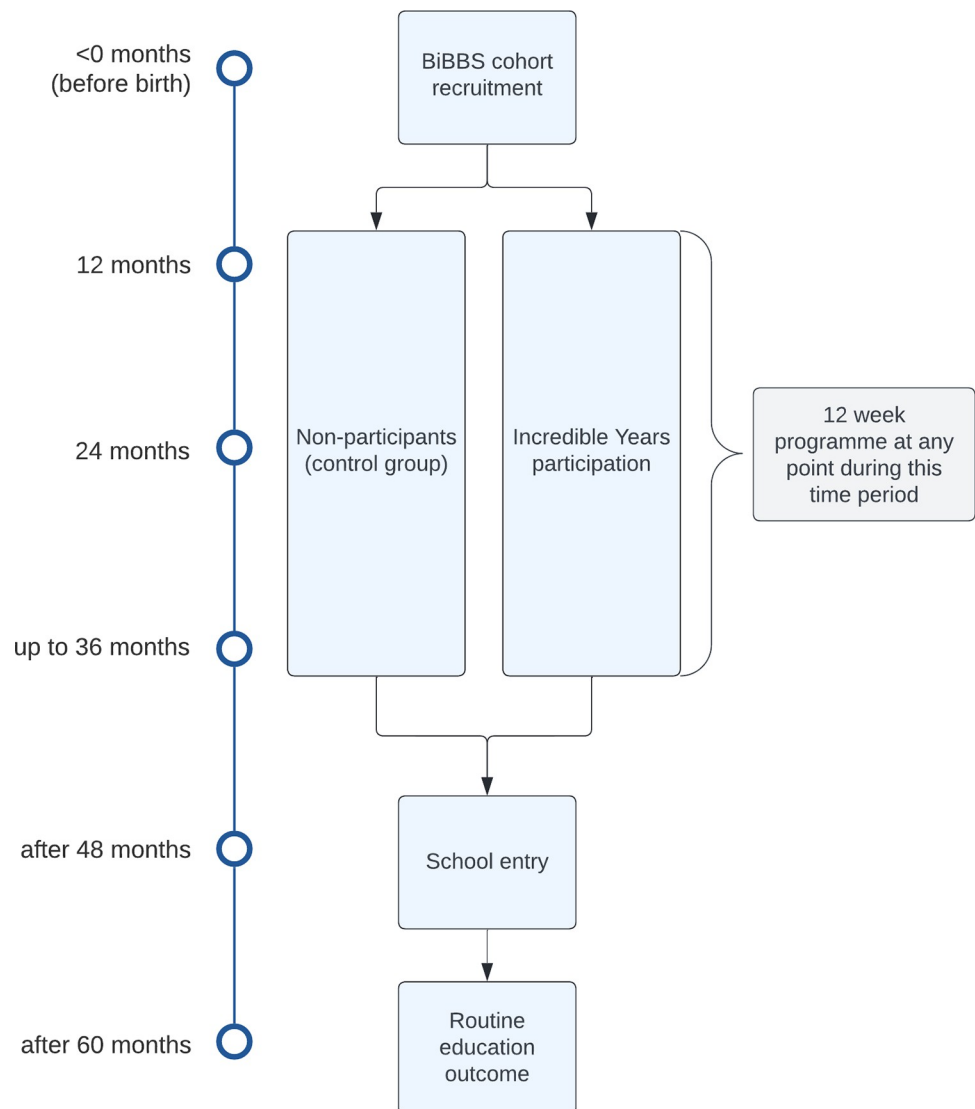 <0 months
(before birth)
BiBBS cohort
recruitment
12 months
24 months
Non-participants
(control group)
Incredible Years
participation
12 week
programme at any
point during this
time period
up to 36 months
after 48 months
School entry
after 60 months
Routine
education
outcome